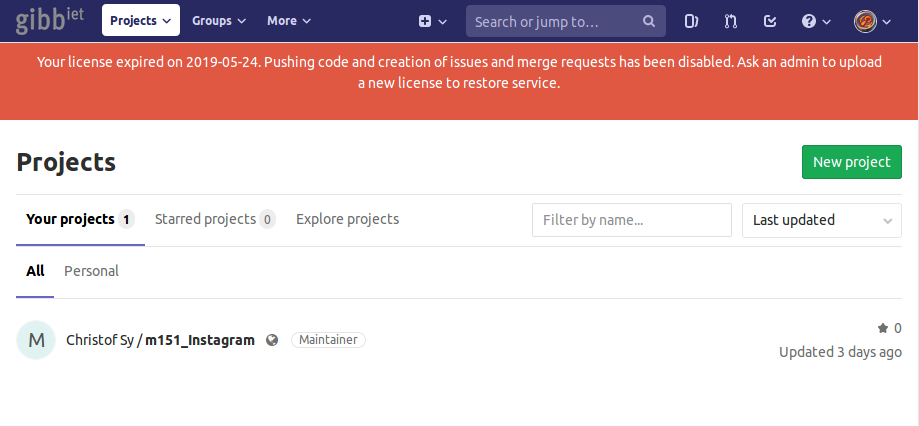 gibb iet Projects Groups More Search or jump to...
Your license expired on 2019-05-24. Pushing code and creation of issues and merge requests has been disabled. Ask an admin to upload
a new license to restore service.
Projects New project
Your projects 1 Starred projects 0 Explore projects Filter by name... Last updated
All Personal
M Christof Sy / m151_Instagram Maintainer 0
Updated 3 days ago